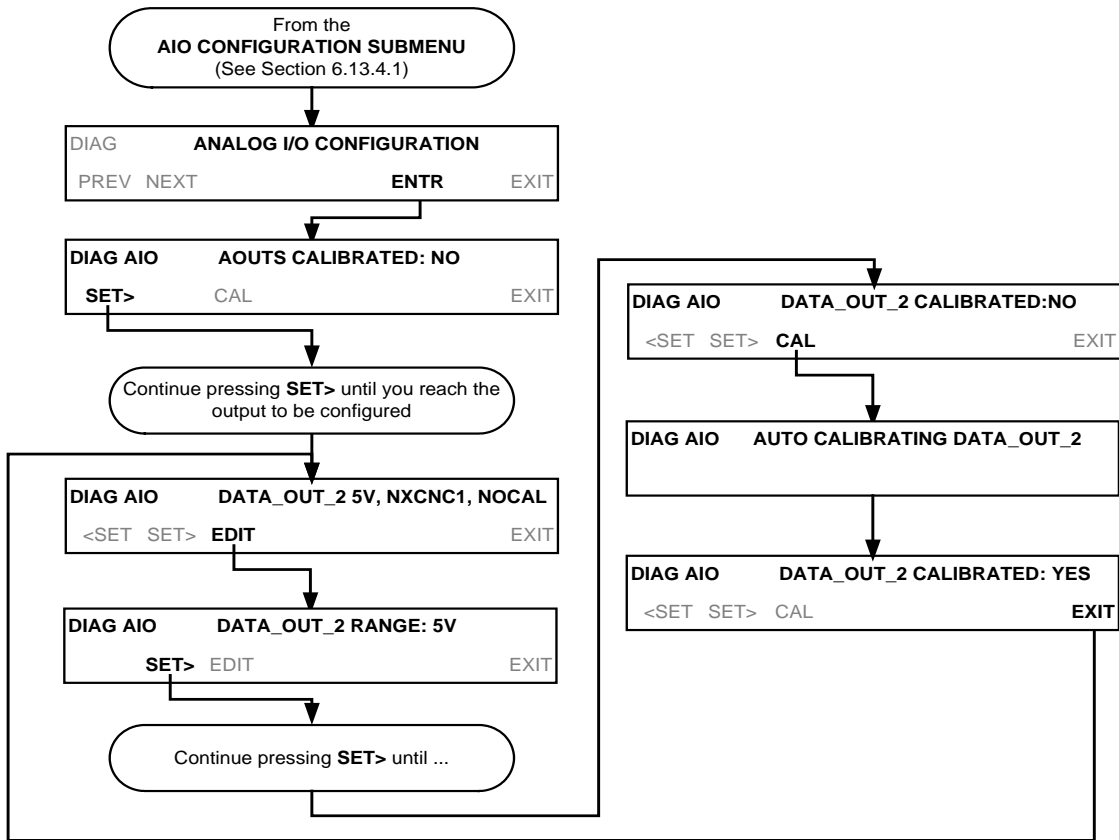 From the
AIO CONFIGURATION SUBMENU
(See Section 6.13.4.1)
DIAG ANALOG I/O CONFIGURATION
PREV NEXT ENTR EXIT
DIAG AIO AOUTS CALIBRATED: NO
SET> CAL EXIT
Continue pressing SET> until you reach the
output to be configured
DIAG AIO DATA_OUT_2 5V, NXCNC1, NOCAL
<SET SET> EDIT EXIT
DIAG AIO DATA_OUT_2 RANGE: 5V
SET> EDIT EXIT
Continue pressing SET> until ...
DIAG AIO DATA_OUT_2 CALIBRATED:NO
<SET SET> CAL EXIT
DIAG AIO AUTO CALIBRATING DATA_OUT_2
DIAG AIO DATA_OUT_2 CALIBRATED: YES
<SET SET> CAL EXIT